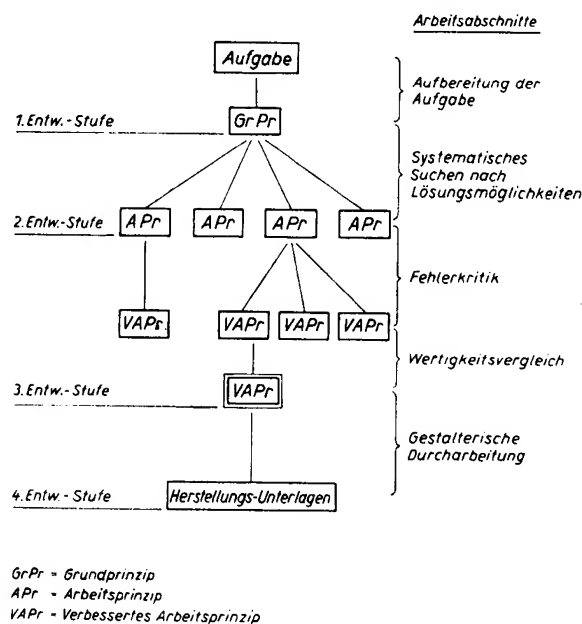 Arbeitsabschnitte
Aufgabe
Aufbereitung der
Aufgabe
1. Entw.-Stufe
GrPr
Systematisches
Suchen nach
Lösungsmöglichkeiten
2. Entw.-Stufe
APr APr APr APr
Fehlerkritik
VAPr VAPr VAPr VAPr
Wertigkeitsvergleich
3. Entw.-Stufe
VAPr
Gestalterische
Durcharbeitung
4. Entw.-Stufe
Herstellungs-Unterlagen
GrPr = Grundprinzip
APr = Arbeitsprinzip
VAPr = Verbessertes Arbeitsprinzip